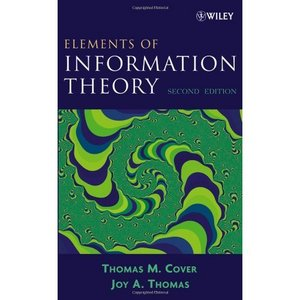 WILEY
ELEMENTS OF
INFORMATION THEORY
SECOND EDITION
THOMAS M. COVER
JOY A. THOMAS